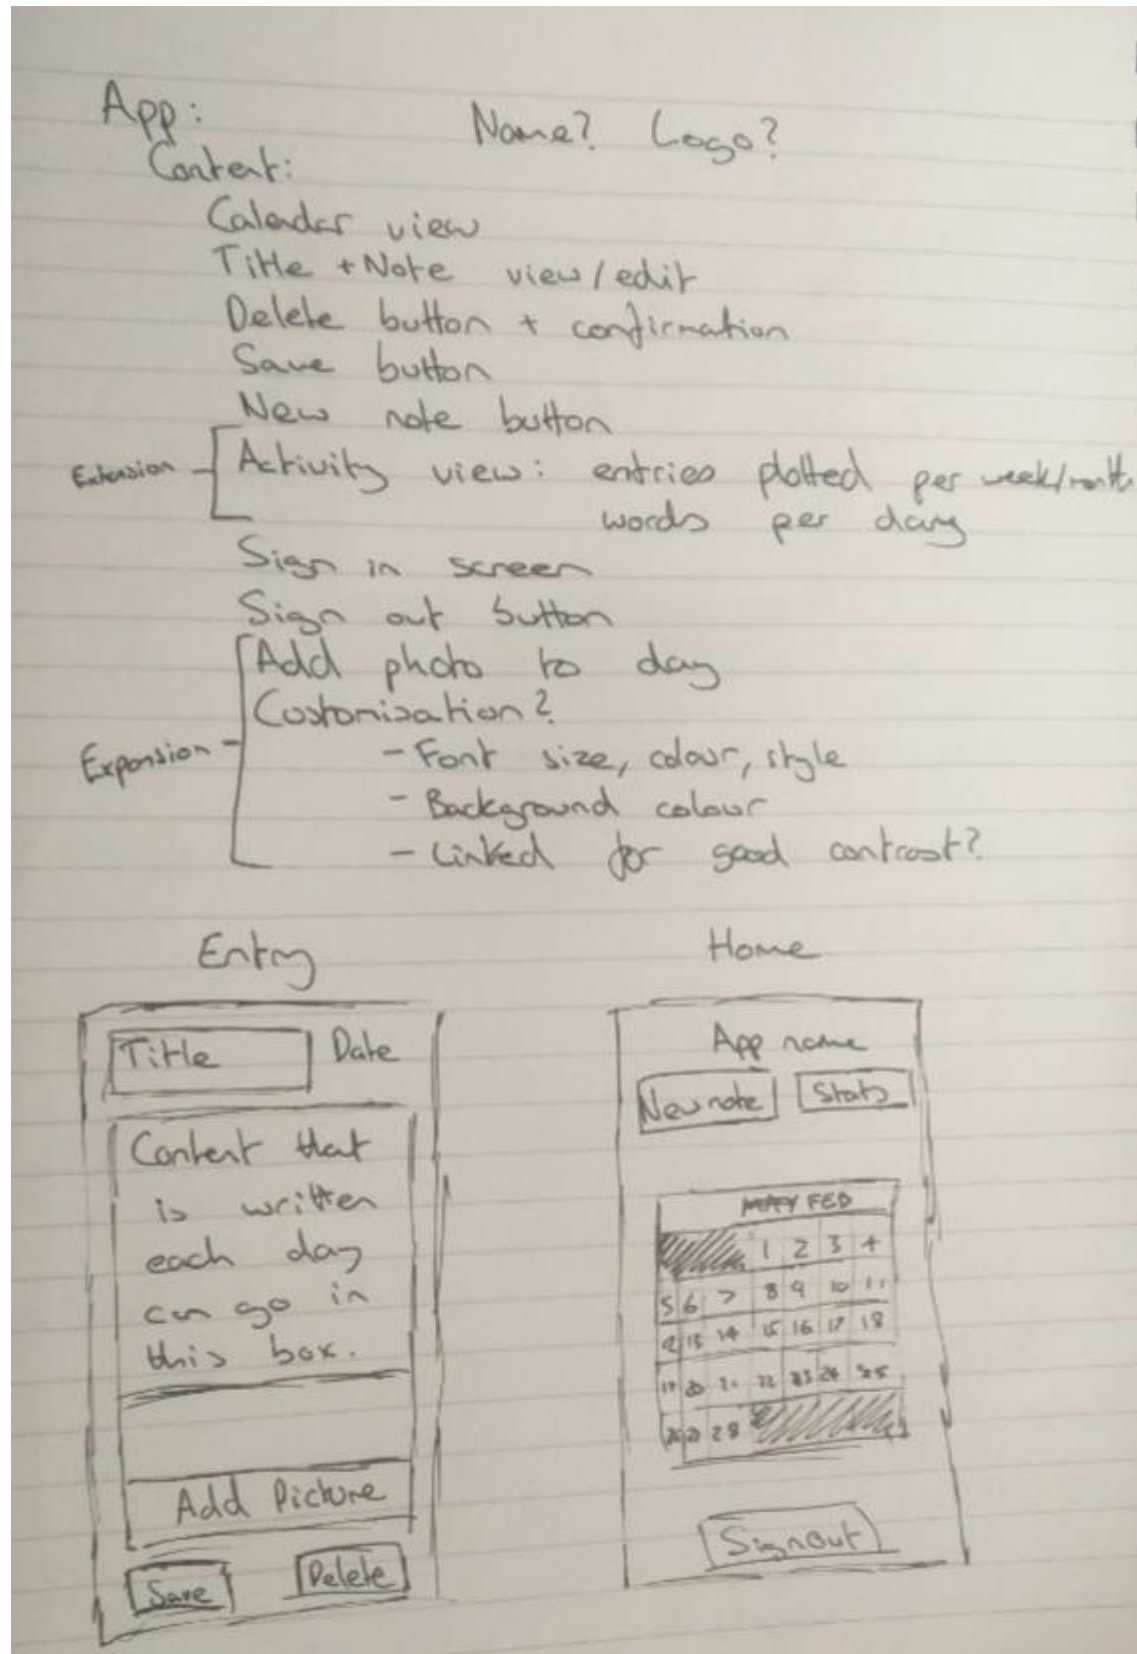 App:
Name? Logo?
Content:
Calendar view
Title + Note view/edit
Delete button + confirmation
Save button
New note button
Extension
Activity view: entries plotted per week/month
words per day
Sign in screen
Sign out button
Expansion
Add photo to day
Customisation?
- Font size, colour, style
- Background colour
- Linked for good contrast?
Entry
Title
Date
Content that
is written
each day
can go in
this box.
Add Picture
Save
Delete
Home
App name
New note
Stats
FEB
1 2 3 4
5 6 7 8 9 10 11
12 13 14 15 16 17 18
19 20 21 22 23 24 25
26 27 28
Sign out